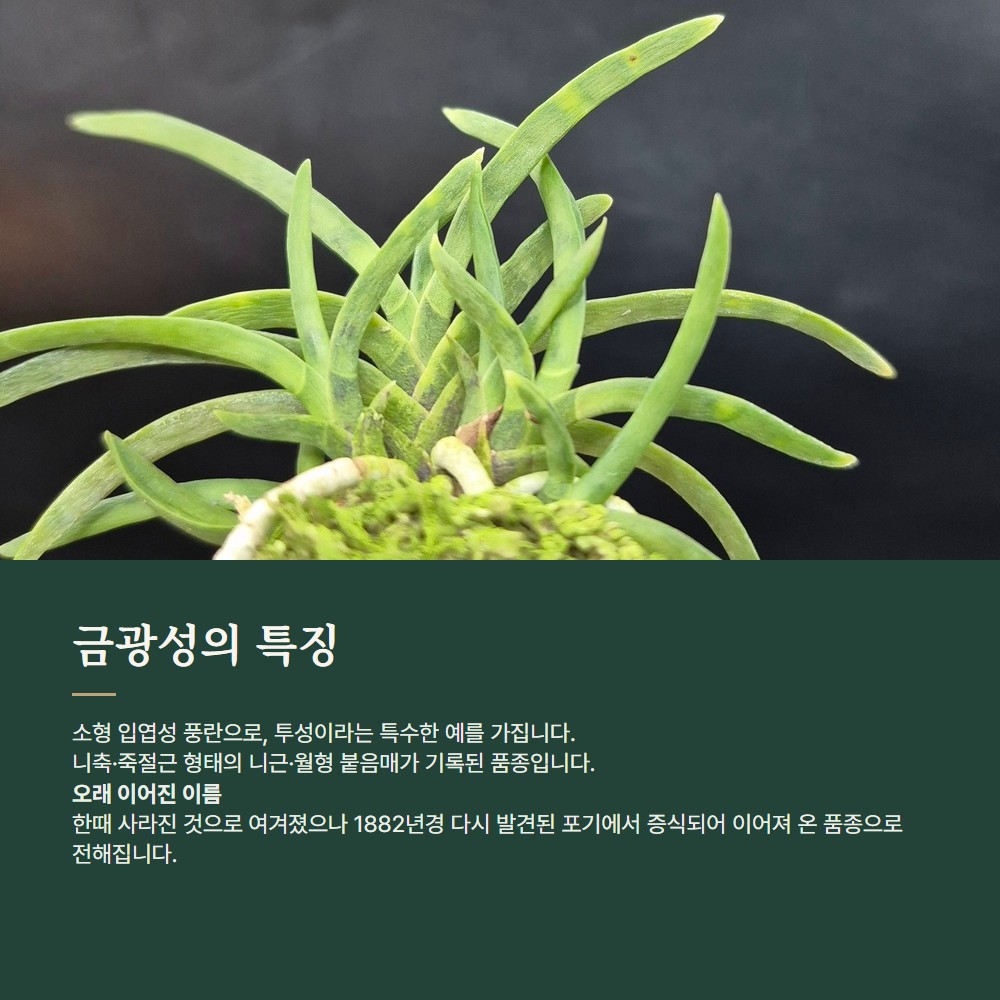 금광성의 특징
소형 입엽성 풍란으로, 투성이라는 특수한 예를 가집니다.
니축·죽절근 형태의 니근·월형 붙음매가 기록된 품종입니다.
오래 이어진 이름
한때 사라진 것으로 여겨졌으나 1882년경 다시 발견된 포기에서 증식되어 이어져 온 품종으로
전해집니다.